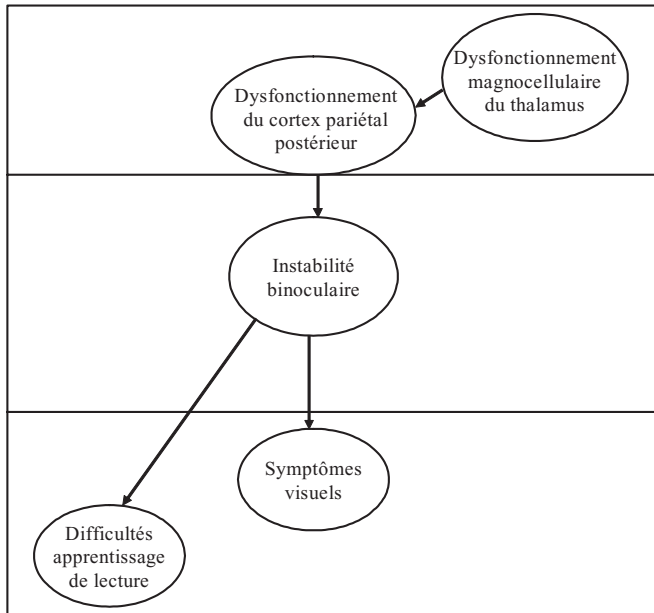 Dysfonctionnement
magnocellulaire
du thalamus
Dysfonctionnement
du cortex pariétal
postérieur
Instabilité
binoculaire
Symptômes
visuels
Difficultés
apprentissage
de lecture